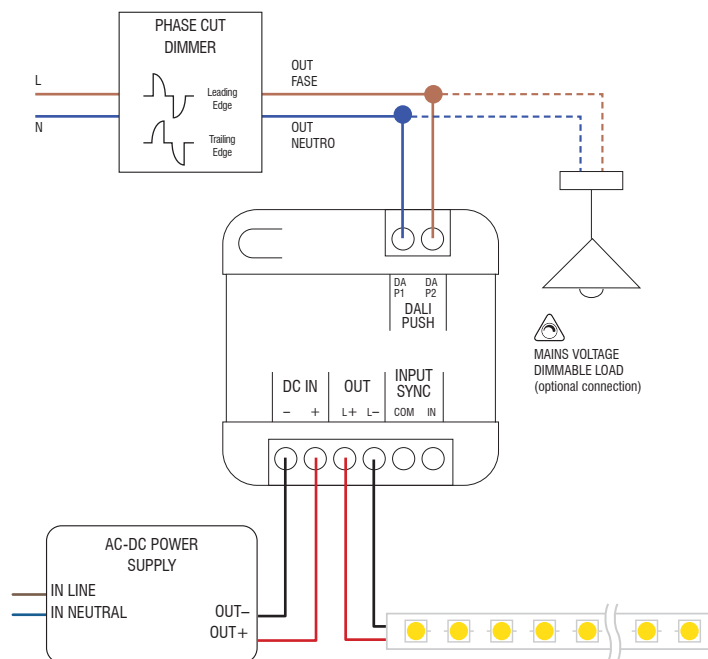 PHASE CUT
DIMMER
L
N
Leading
Edge
Trailing
Edge
OUT
FASE
OUT
NEUTRO
DA DA
P1 P2
DALI
PUSH
MAINS VOLTAGE
DIMMABLE LOAD
(optional connection)
DC IN OUT INPUT
SYNC
– + L+ L– COM IN
AC-DC POWER
SUPPLY
IN LINE
IN NEUTRAL
OUT–
OUT+